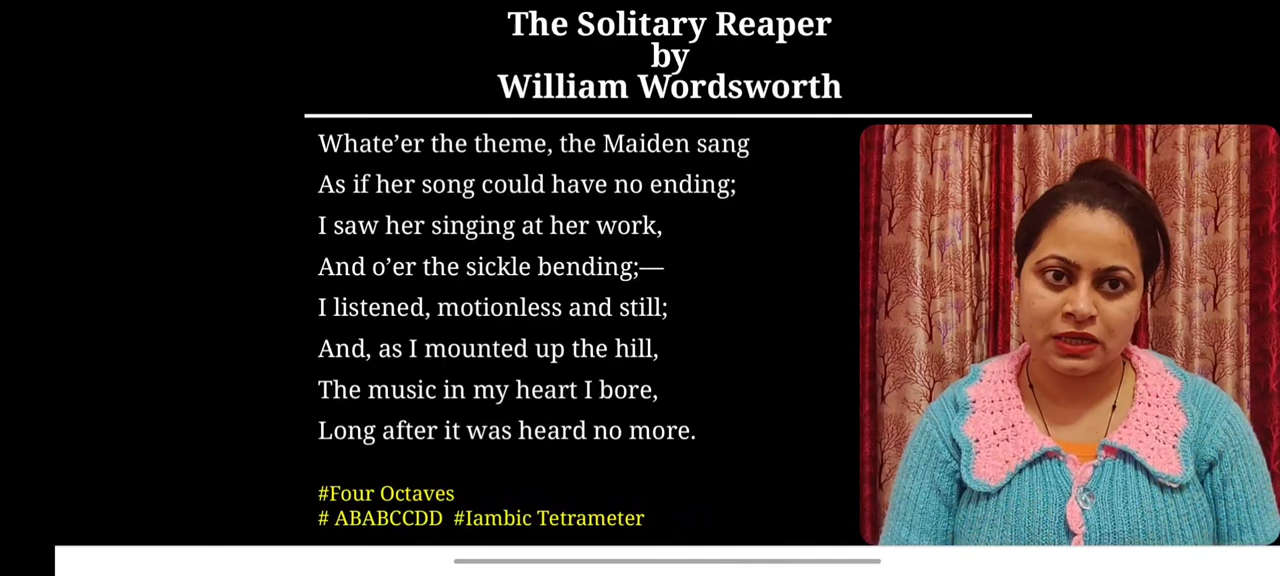 The Solitary Reaper
by
William Wordsworth
Whate’er the theme, the Maiden sang
As if her song could have no ending;
I saw her singing at her work,
And o’er the sickle bending;—
I listened, motionless and still;
And, as I mounted up the hill,
The music in my heart I bore,
Long after it was heard no more.
#Four Octaves
# ABABCCDD #Iambic Tetrameter